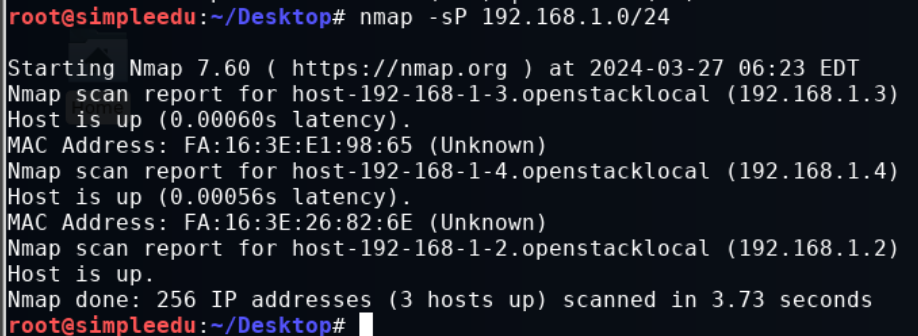 root@simpleedu:~/Desktop# nmap -sP 192.168.1.0/24
Starting Nmap 7.60 ( https://nmap.org ) at 2024-03-27 06:23 EDT
Nmap scan report for host-192-168-1-3.openstacklocal (192.168.1.3)
Host is up (0.00060s latency).
MAC Address: FA:16:3E:E1:98:65 (Unknown)
Nmap scan report for host-192-168-1-4.openstacklocal (192.168.1.4)
Host is up (0.00056s latency).
MAC Address: FA:16:3E:26:82:6E (Unknown)
Nmap scan report for host-192-168-1-2.openstacklocal (192.168.1.2)
Host is up.
Nmap done: 256 IP addresses (3 hosts up) scanned in 3.73 seconds
root@simpleedu:~/Desktop#